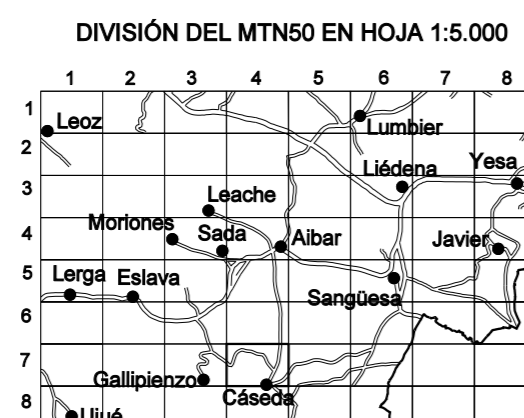 DIVISIÓN DEL MTN50 EN HOJA 1:5.000
1 2 3 4 5 6 7 8
1
Leoz
Lumbier
2
Liédena
Yesa
3
Leache
Moriones
4
Sada
Aibar
Javier
5
Lerga
Eslava
Sangüesa
6
7
Gallipienzo
Cáseda
8
Ujué